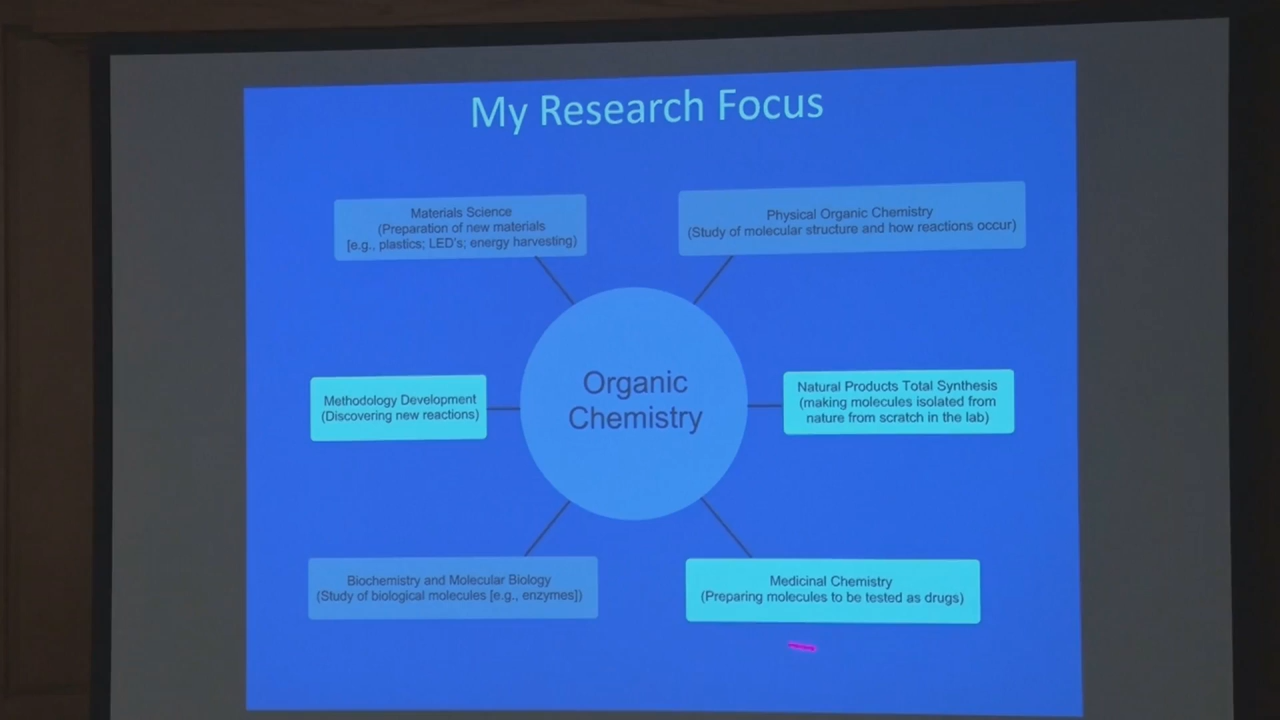 My Research Focus
Materials Science
(Preparation of new materials
[e.g., plastics; LED's; energy harvesting)
Physical Organic Chemistry
(Study of molecular structure and how reactions occur)
Organic
Chemistry
Methodology Development
(Discovering new reactions)
Natural Products Total Synthesis
(making molecules isolated from
nature from scratch in the lab)
Biochemistry and Molecular Biology
(Study of biological molecules [e.g., enzymes])
Medicinal Chemistry
(Preparing molecules to be tested as drugs)